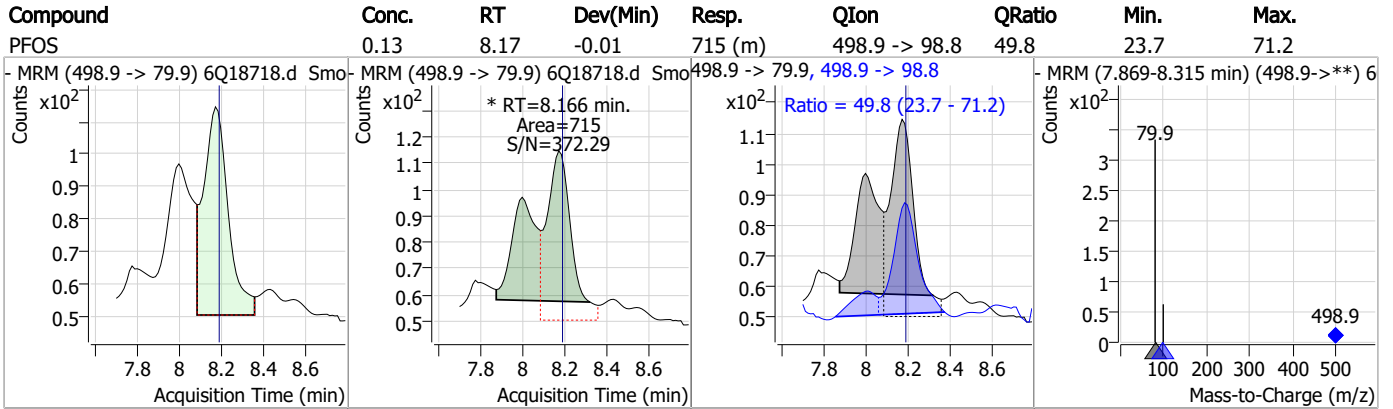 Compound Conc. RT Dev(Min) Resp. QIon QRatio Min. Max.
PFOS 0.13 8.17 -0.01 715 (m) 498.9 -> 98.8 49.8 23.7 71.2
- MRM (498.9 -> 79.9) 6Q18718.d Smo
Counts
x10²
1
0.9
0.8
0.7
0.6
0.5
7.8 8 8.2 8.4 8.6
Acquisition Time (min)
- MRM (498.9 -> 79.9) 6Q18718.d Smo
Counts
x10²
* RT=8.166 min.
Area=715
S/N=372.29
1.2
1.1
1
0.9
0.8
0.7
0.6
0.5
7.8 8 8.2 8.4 8.6
Acquisition Time (min)
498.9 -> 79.9, 498.9 -> 98.8
Counts
x10²
Ratio = 49.8 (23.7 - 71.2)
1.1
1
0.9
0.8
0.7
0.6
0.5
7.8 8 8.2 8.4 8.6
Acquisition Time (min)
- MRM (7.869-8.315 min) (498.9->**) 6
Counts
x10²
79.9
3
2.5
2
1.5
1
0.5
0
498.9
100 200 300 400 500
Mass-to-Charge (m/z)